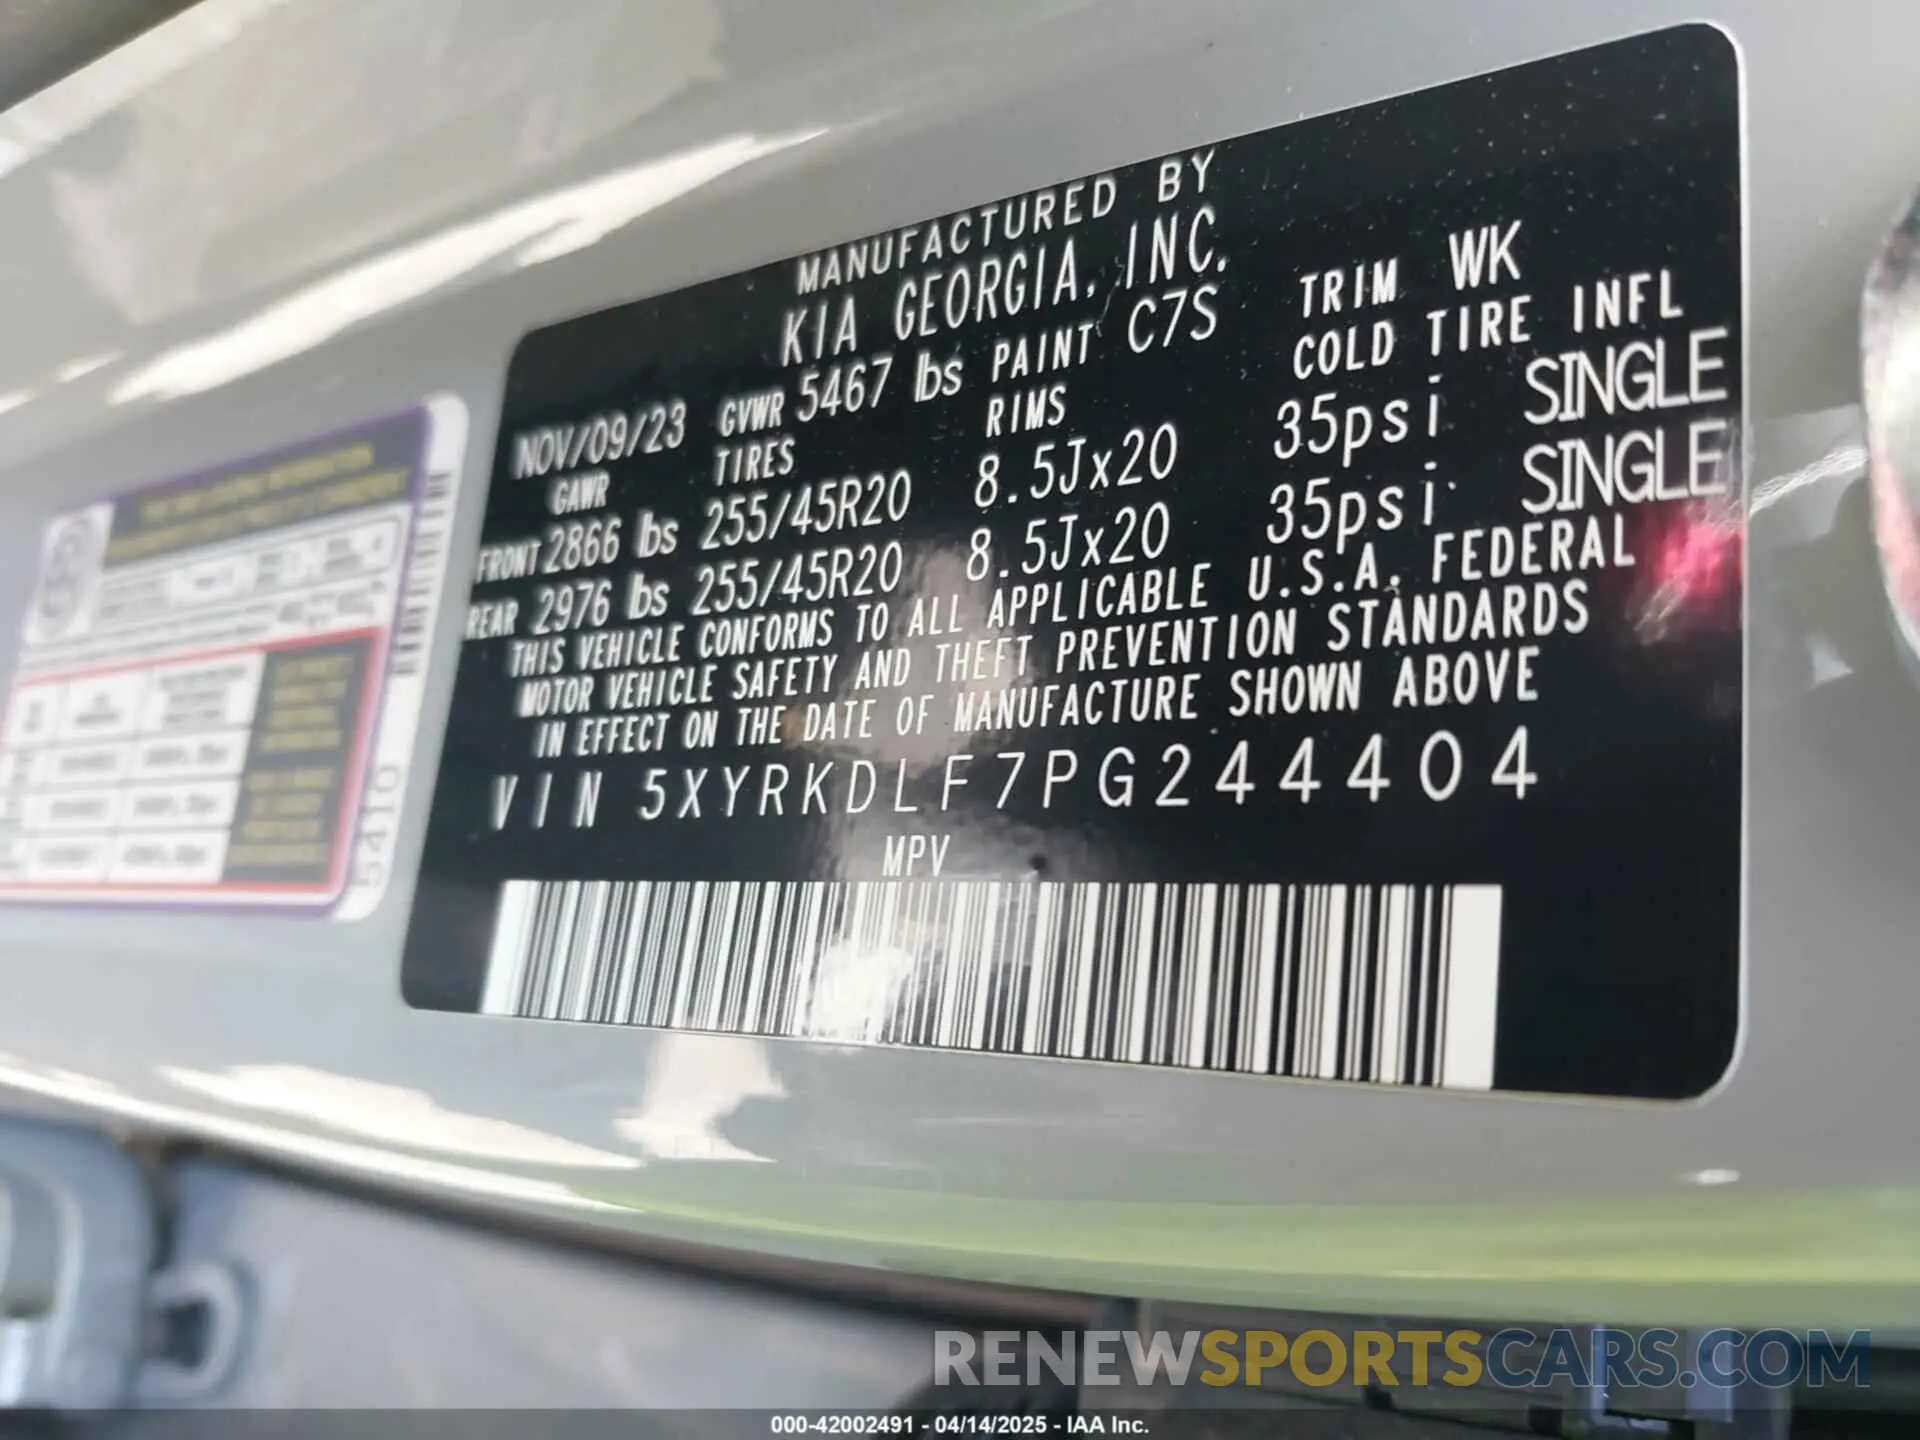 MANUFACTURED BY
KIA GEORGIA, INC.
NOV/09/23 GVWR 5467 lbs PAINT C7S TRIM WK
GAWR TIRES RIMS COLD TIRE INFL
FRONT 2866 lbs 255/45R20 8.5Jx20 35psi SINGLE
REAR 2976 lbs 255/45R20 8.5Jx20 35psi SINGLE
THIS VEHICLE CONFORMS TO ALL APPLICABLE U.S.A. FEDERAL
MOTOR VEHICLE SAFETY AND THEFT PREVENTION STANDARDS
IN EFFECT ON THE DATE OF MANUFACTURE SHOWN ABOVE
VIN 5XYRKDLF7PG244404
MPV
5410
RENEWSPORTSCARS.COM
000-42002491 - 04/14/2025 - IAA Inc.